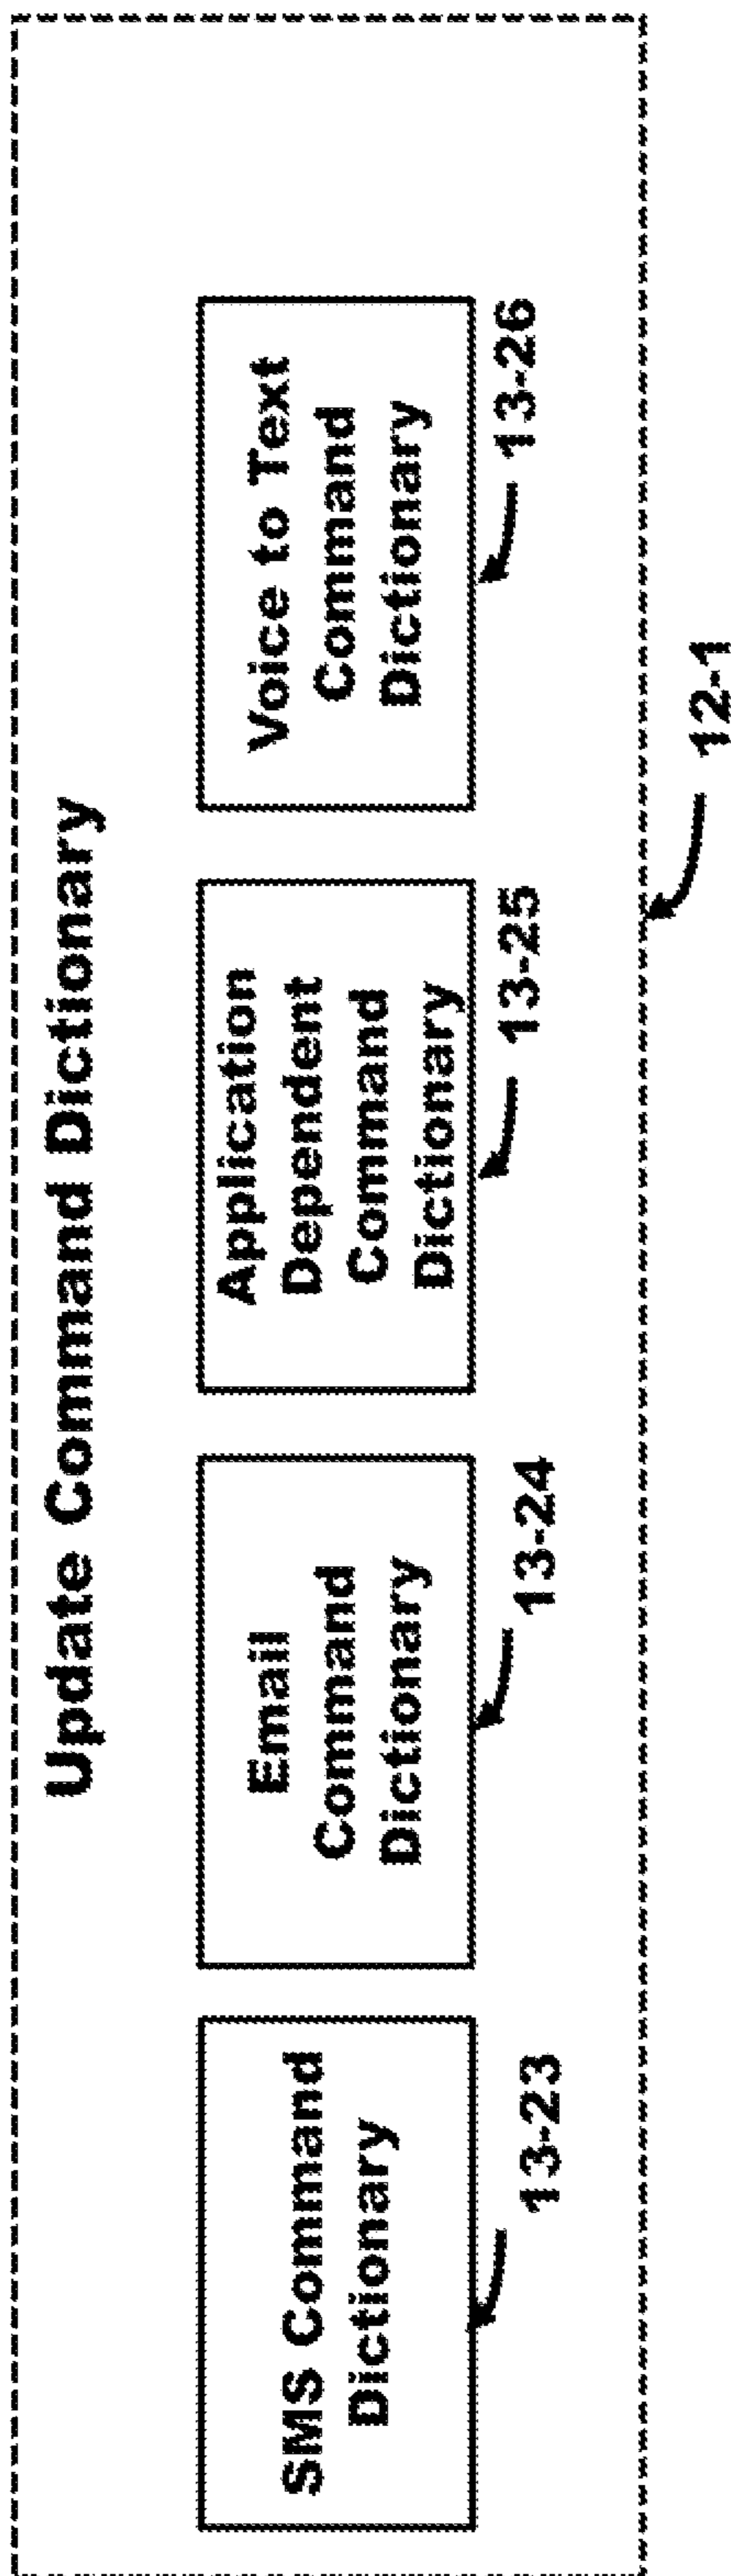 Update Command Dictionary
SMS Command
Dictionary
13-23
Email
Command
Dictionary
13-24
Application
Dependent
Command
Dictionary
13-25
Voice to Text
Command
Dictionary
13-26
12-1